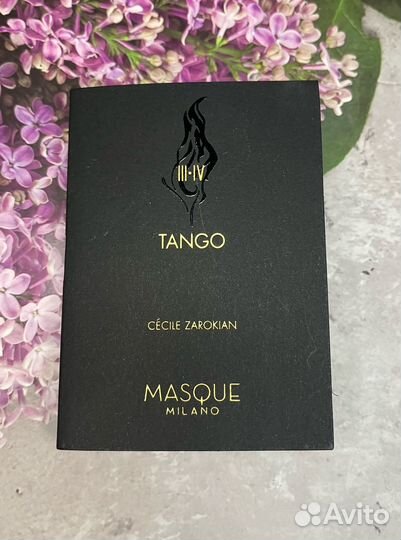 III·IV
TANGO
CÉCILE ZAROKIAN
MASQUE
MILANO
Avito